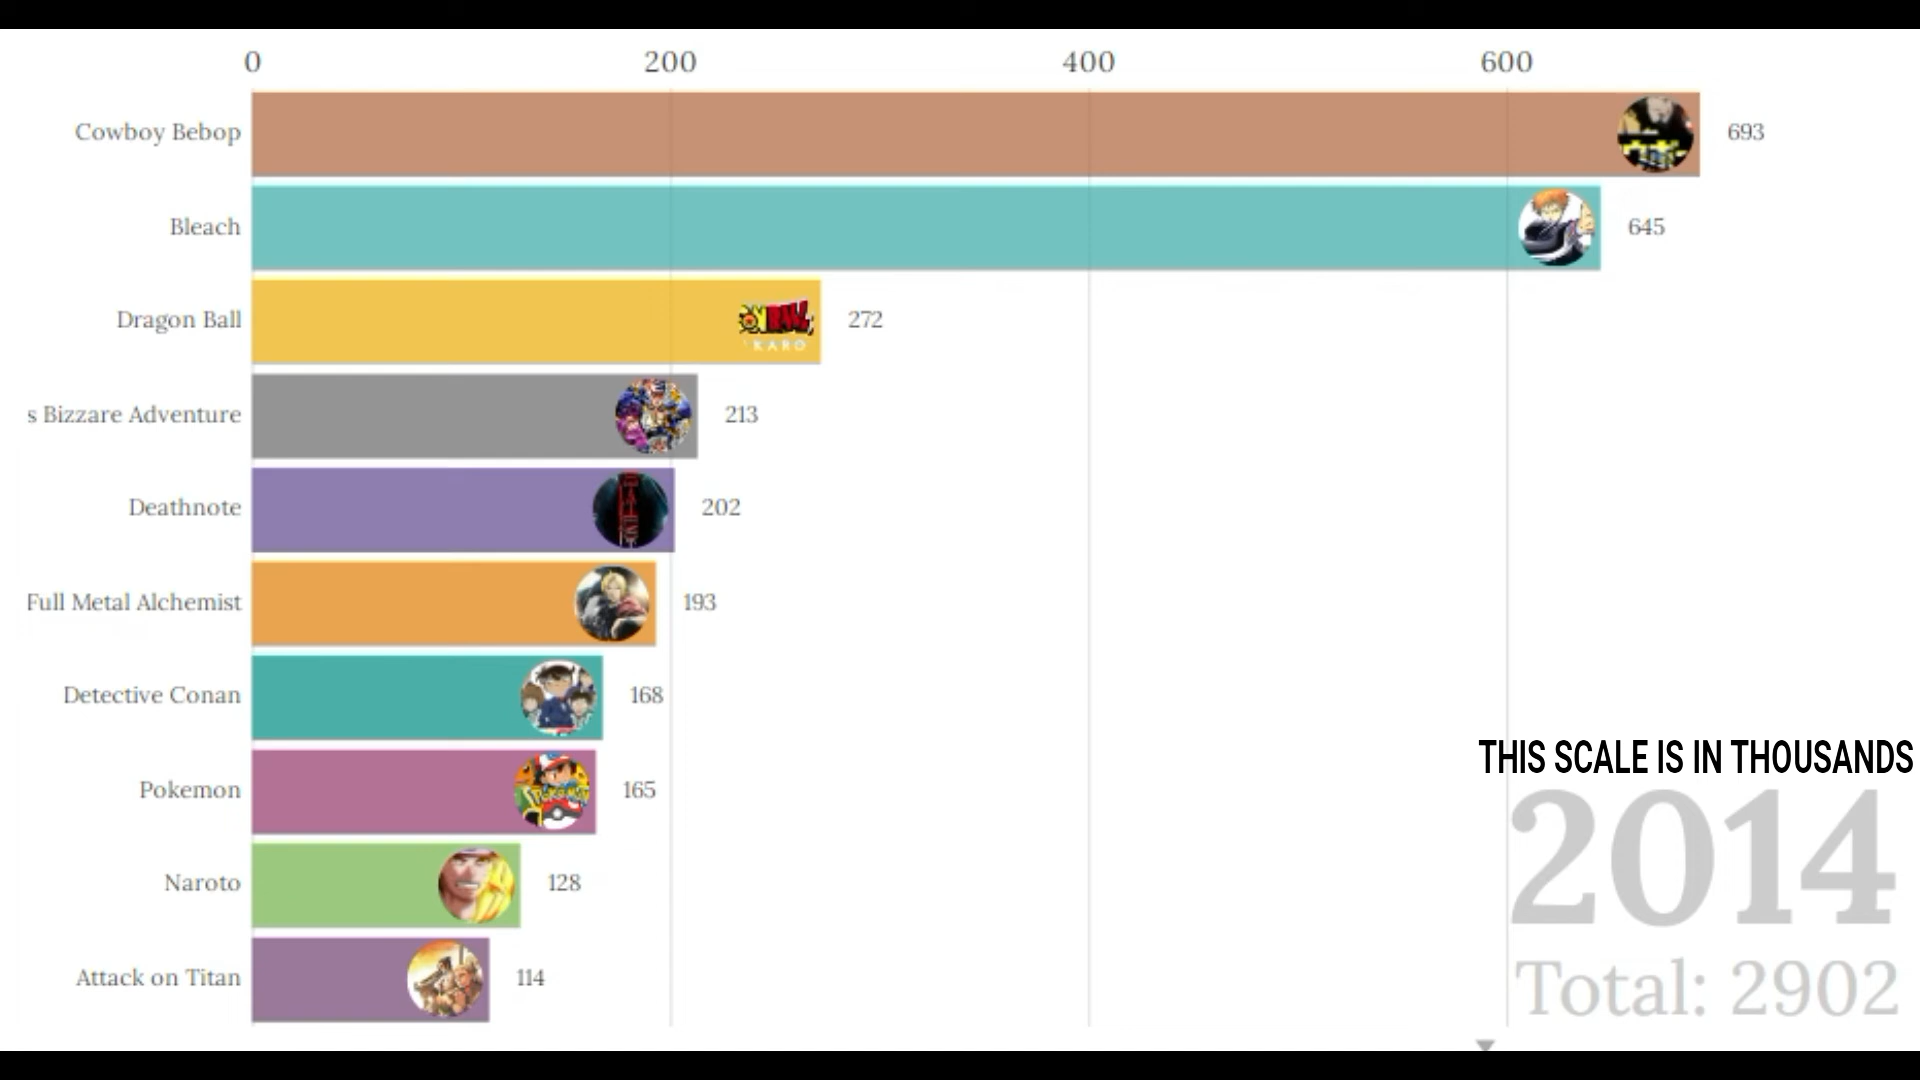 0 200 400 600
Cowboy Bebop 693
Bleach 645
Dragon Ball 272
s Bizzare Adventure 213
Deathnote 202
Full Metal Alchemist 193
Detective Conan 168
Pokemon 165
Naroto 128
Attack on Titan 114
THIS SCALE IS IN THOUSANDS
2014
Total: 2902